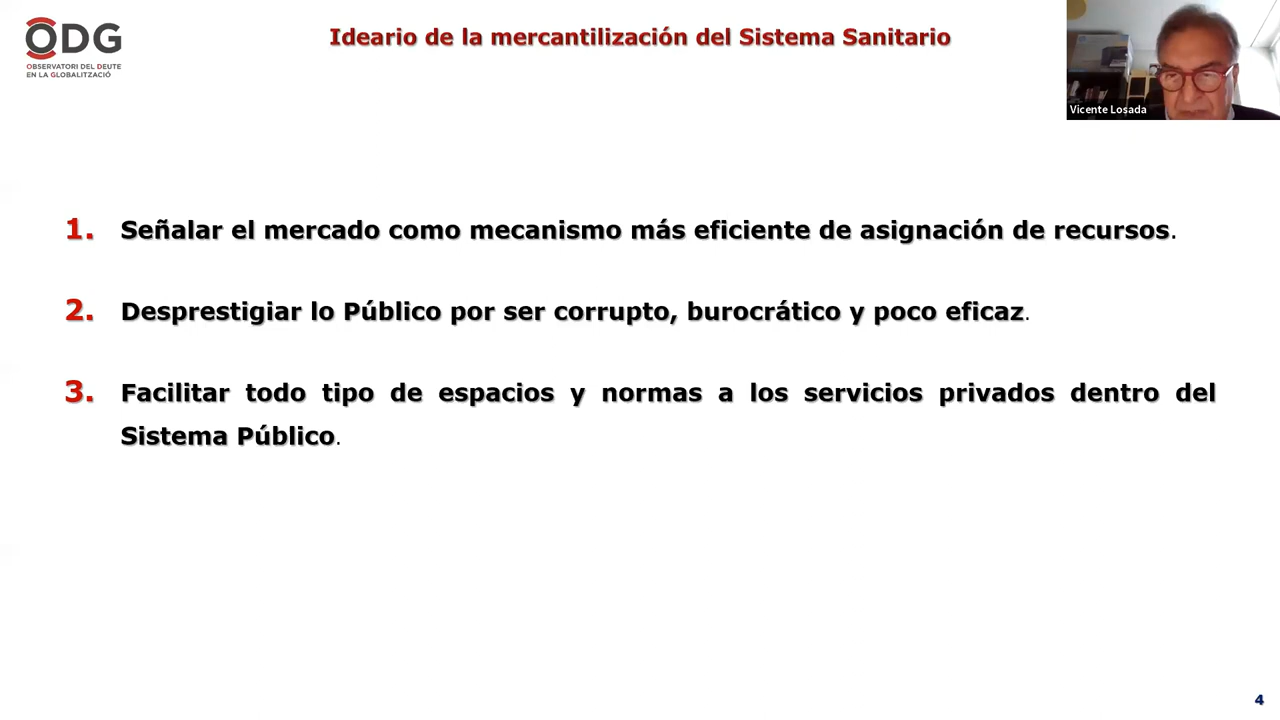 ODG
OBSERVATORI DEL DEUTE
EN LA GLOBALITZACIÓ
Ideario de la mercantilización del Sistema Sanitario
Vicente Losada
1. Señalar el mercado como mecanismo más eficiente de asignación de recursos.
2. Desprestigiar lo Público por ser corrupto, burocrático y poco eficaz.
3. Facilitar todo tipo de espacios y normas a los servicios privados dentro del
Sistema Público.
4